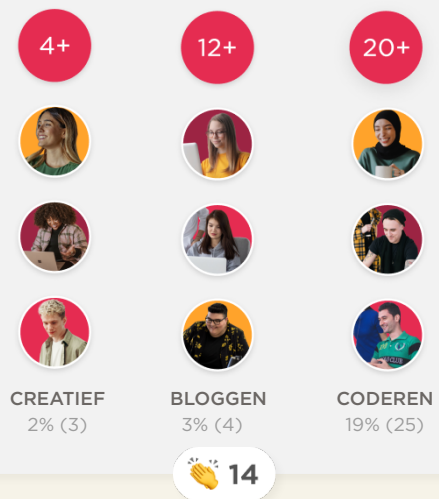 4+ 12+ 20+
CREATIEF BLOGGEN CODEREN
2% (3) 3% (4) 19% (25)
14